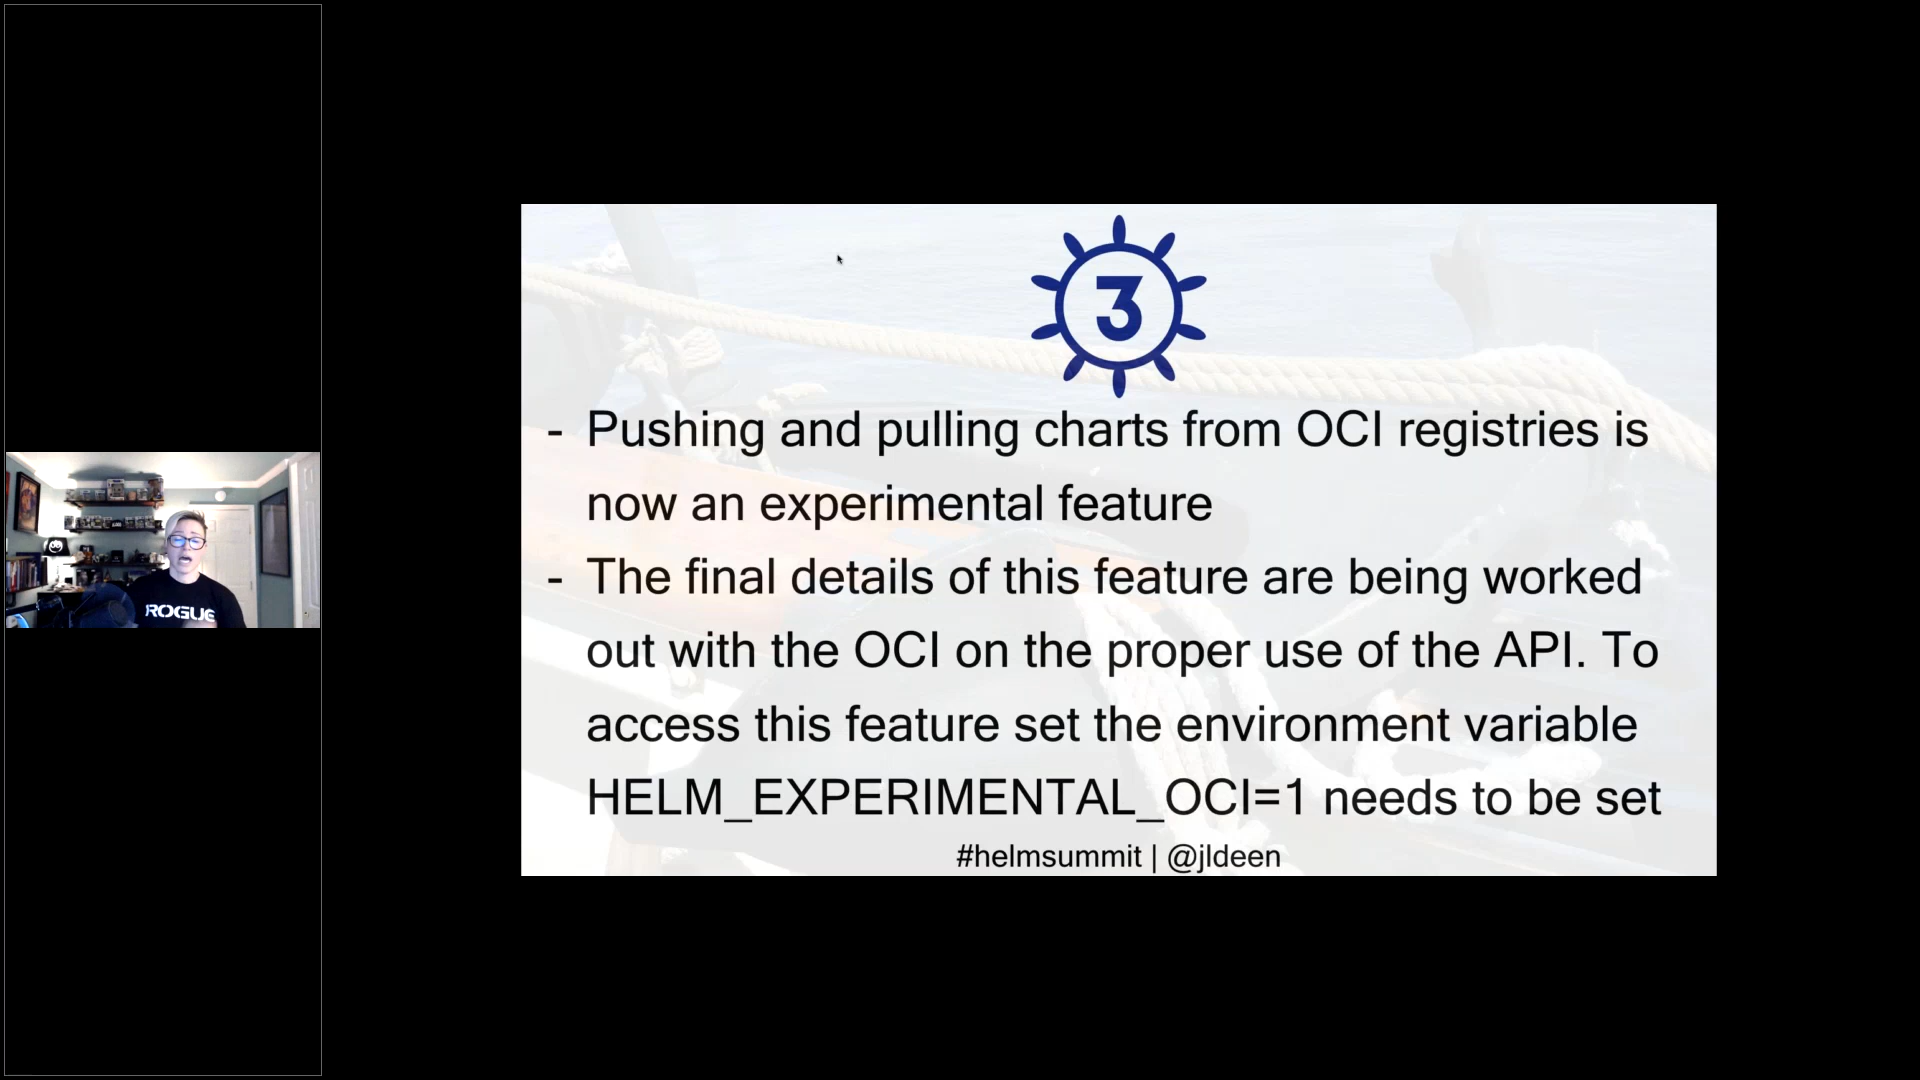 ROGUE
3
- Pushing and pulling charts from OCI registries is
now an experimental feature
- The final details of this feature are being worked
out with the OCI on the proper use of the API. To
access this feature set the environment variable
HELM_EXPERIMENTAL_OCI=1 needs to be set
#helmsummit | @jldeen